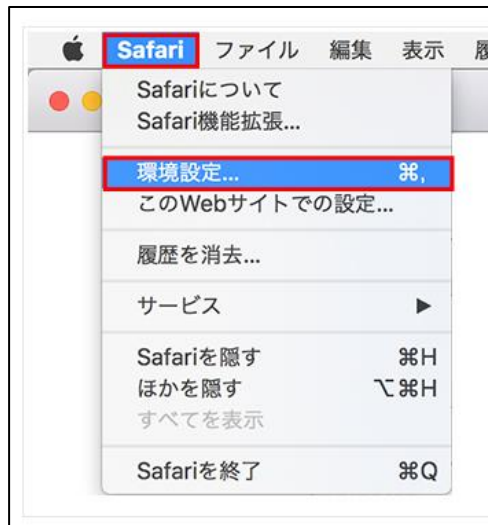 Safari ファイル 編集 表示
Safariについて
Safari機能拡張...
環境設定... ⌘,
このWebサイトでの設定...
履歴を消去...
サービス ▶
Safariを隠す ⌘H
ほかを隠す ⌥⌘H
すべてを表示
Safariを終了 ⌘Q